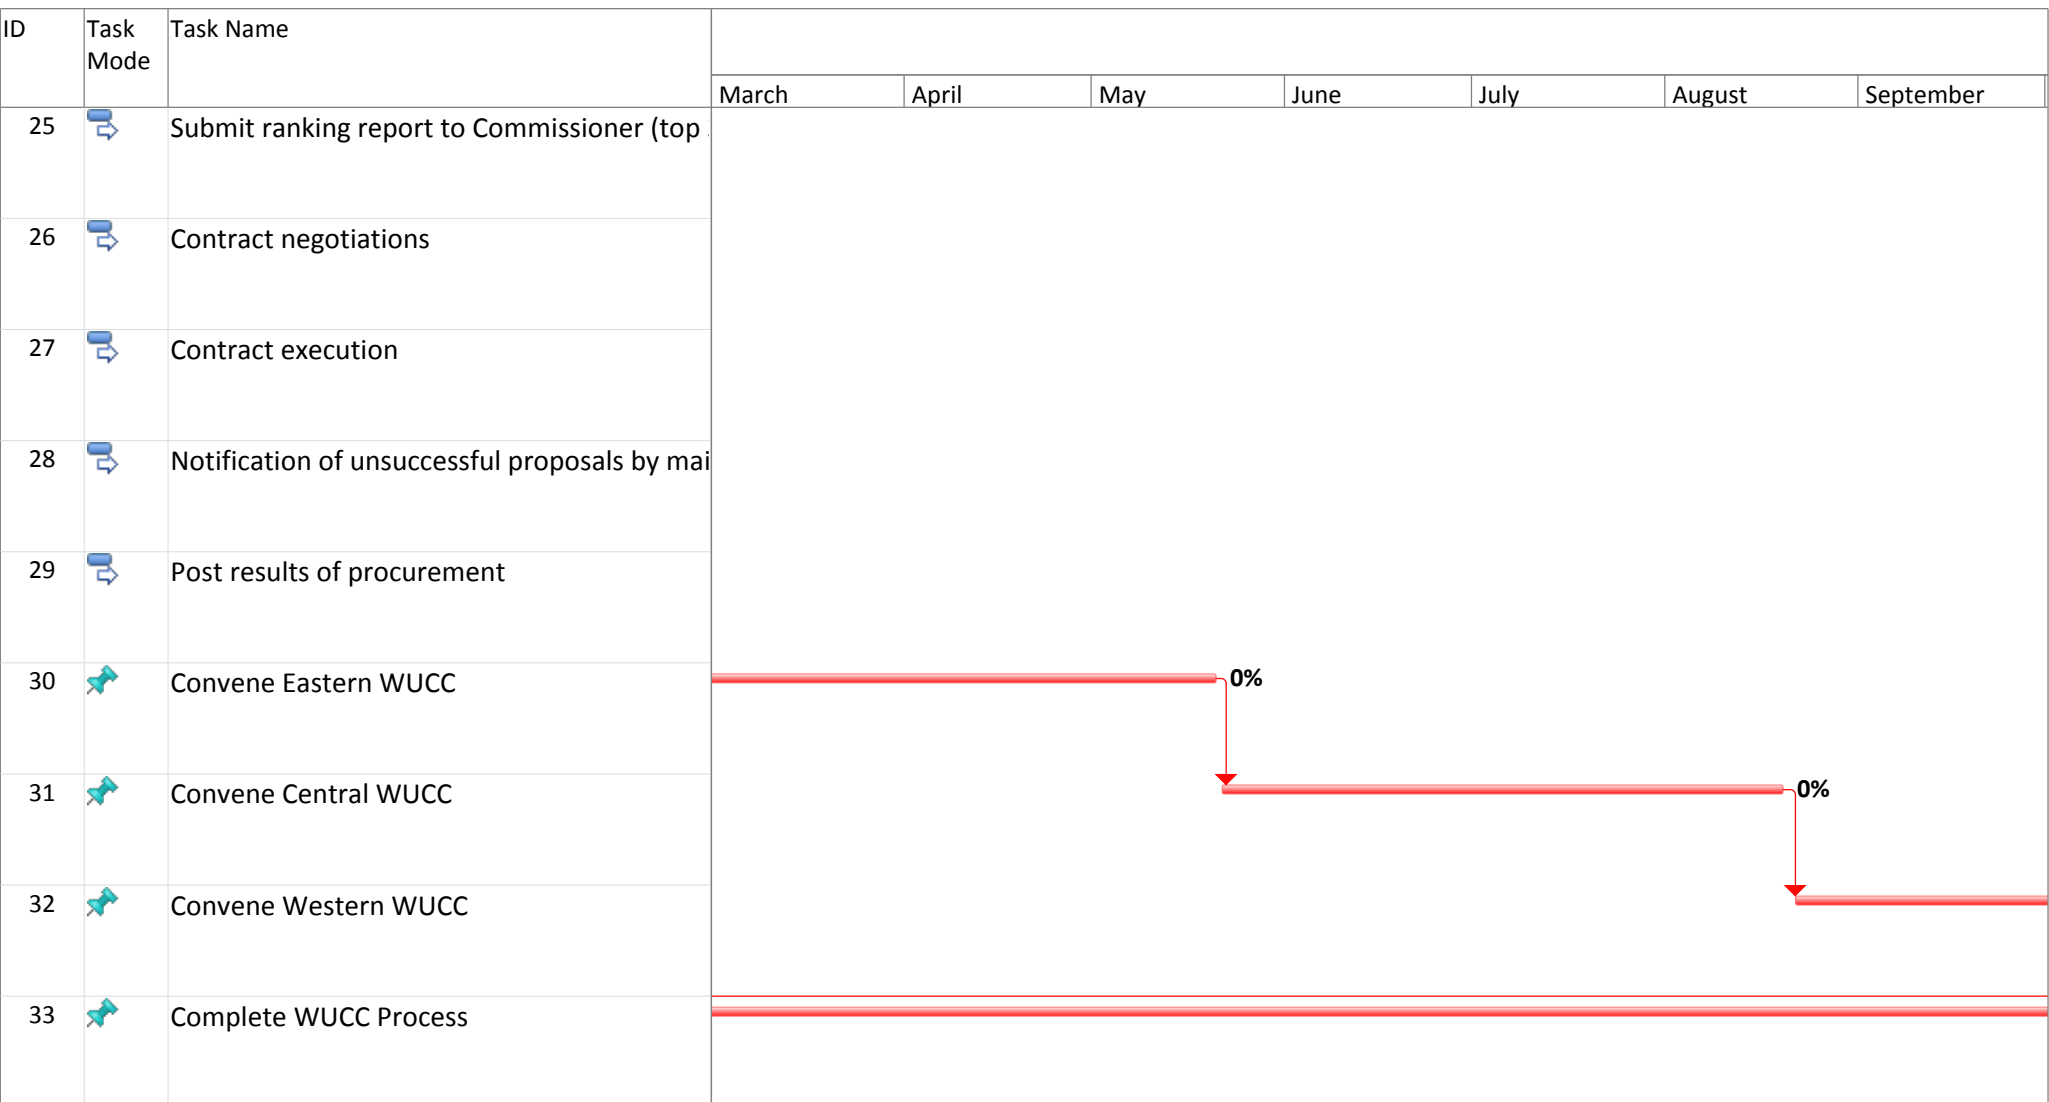 ID Task Mode Task Name
March April May June July August September
25 Submit ranking report to Commissioner (top
26 Contract negotiations
27 Contract execution
28 Notification of unsuccessful proposals by mai
29 Post results of procurement
30 Convene Eastern WUCC 0%
31 Convene Central WUCC 0%
32 Convene Western WUCC
33 Complete WUCC Process